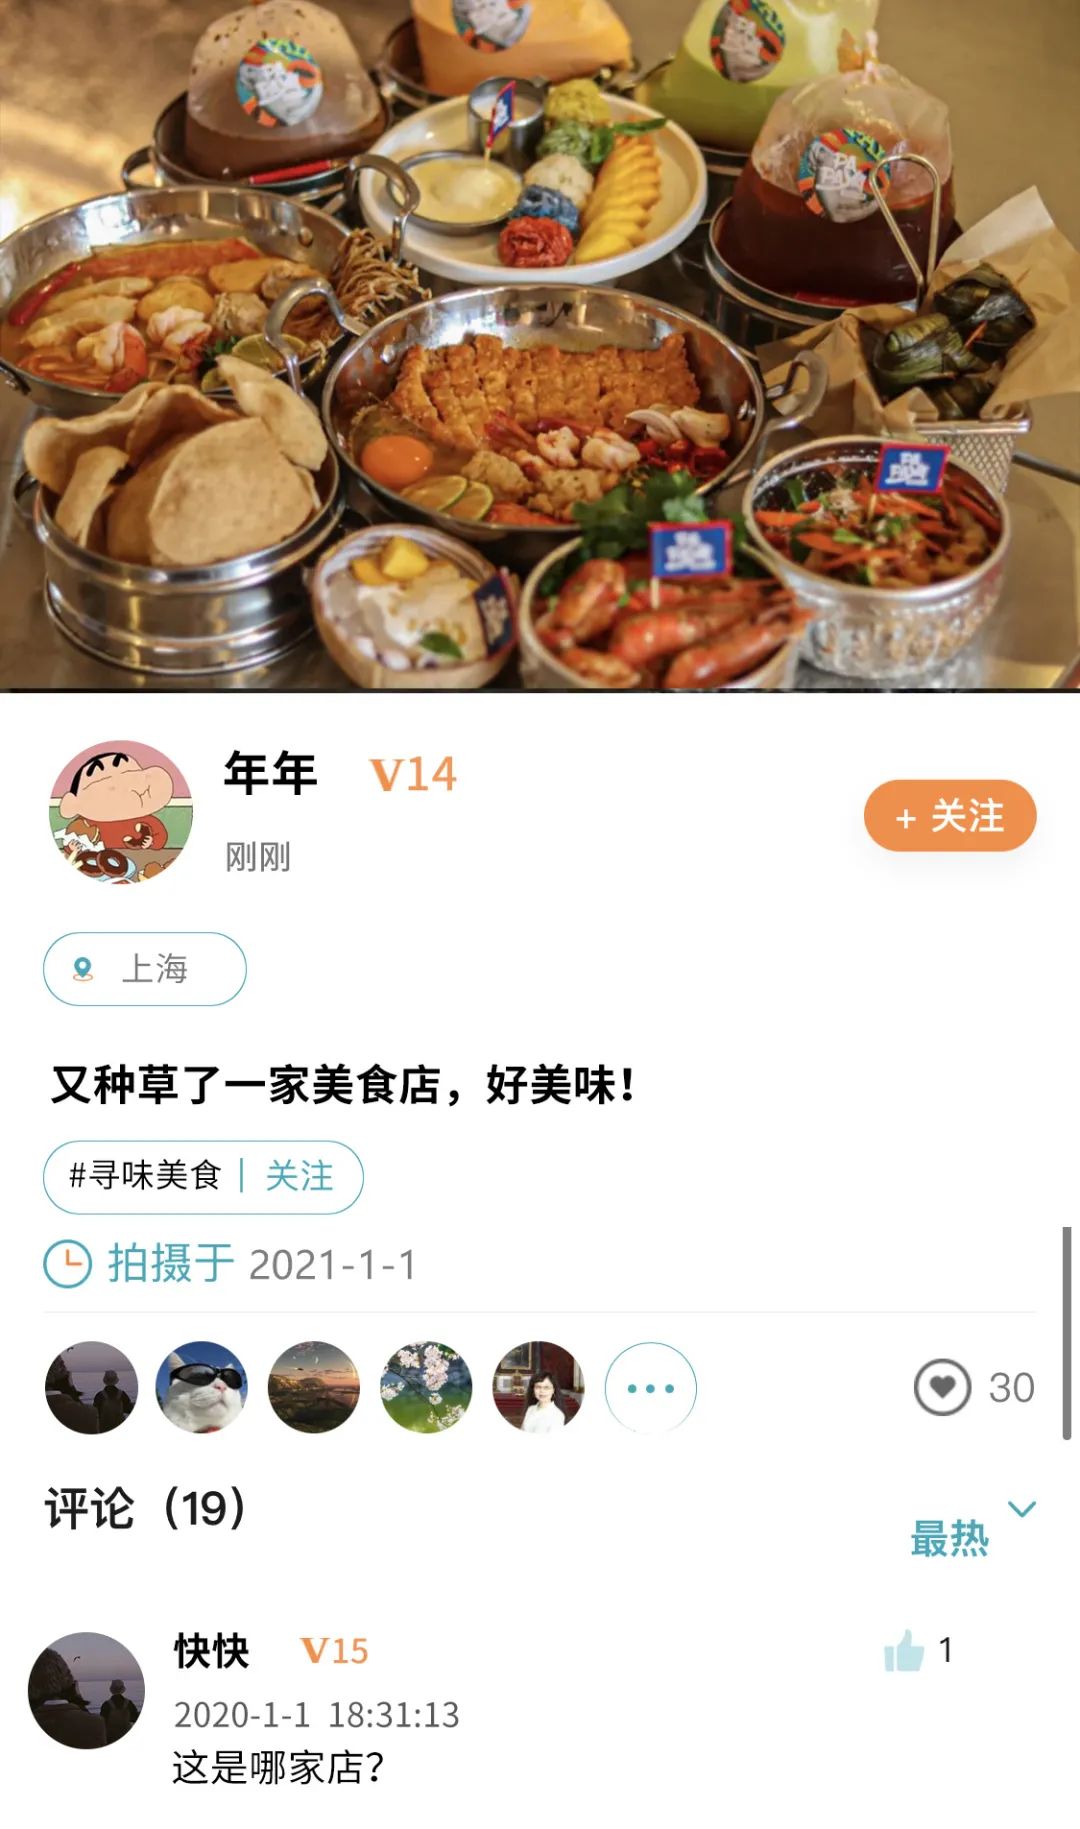 年年 V14
+ 关注
刚刚
上海
又种草了一家美食店，好美味！
#寻味美食 | 关注
拍摄于 2021-1-1
30
评论（19）
最热
快快 V15
1
2020-1-1 18:31:13
这是哪家店？